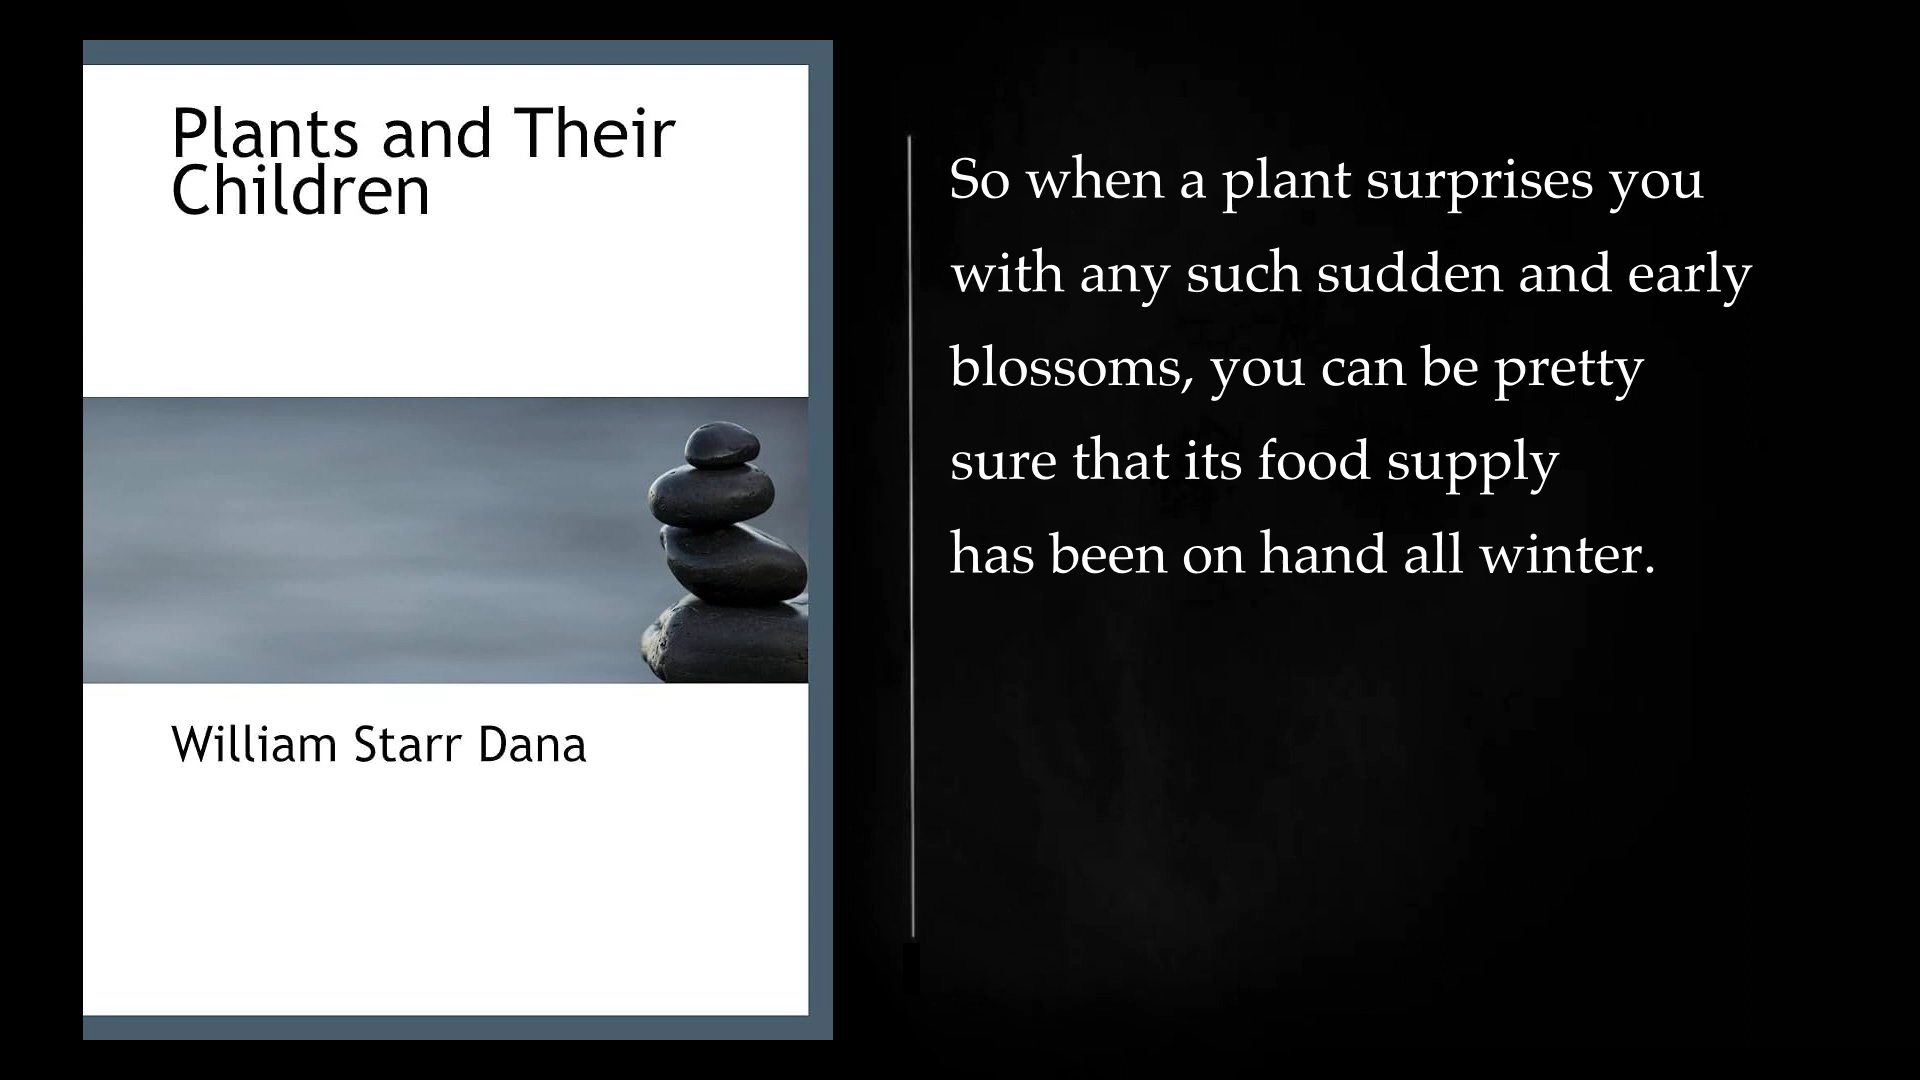 Plants and Their
Children
William Starr Dana
So when a plant surprises you
with any such sudden and early
blossoms, you can be pretty
sure that its food supply
has been on hand all winter.